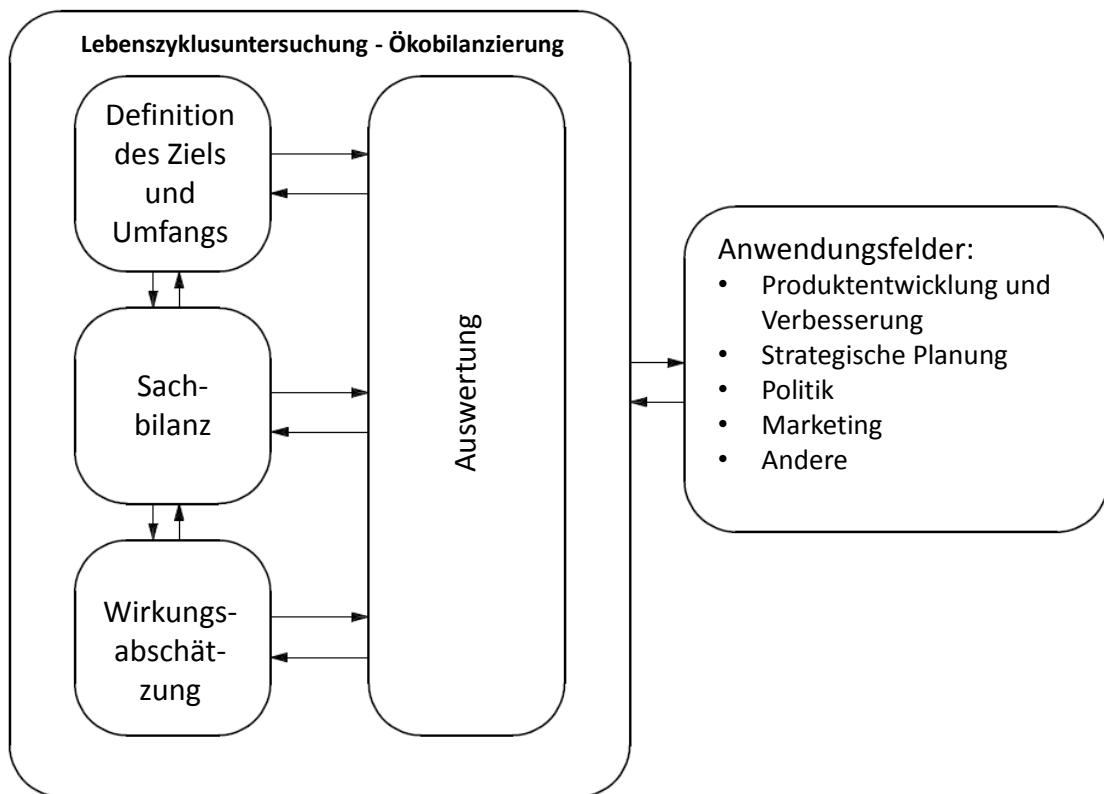 Lebenszyklusuntersuchung - Ökobilanzierung
Definition
des Ziels
und
Umfangs
Sach-
bilanz
Wirkungs-
abschät-
zung
Auswertung
Anwendungsfelder:
• Produktentwicklung und
Verbesserung
• Strategische Planung
• Politik
• Marketing
• Andere